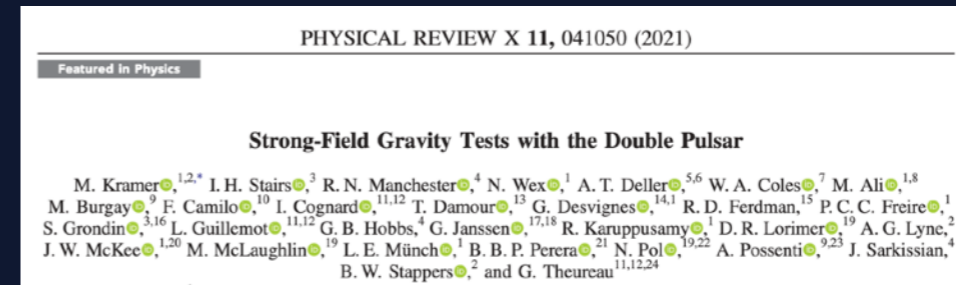 PHYSICAL REVIEW X 11, 041050 (2021)
Featured in Physics
Strong-Field Gravity Tests with the Double Pulsar
M. Kramer,1,2,* I. H. Stairs,3 R. N. Manchester,4 N. Wex,1 A. T. Deller,5,6 W. A. Coles,7 M. Ali,1,8
M. Burgay,9 F. Camilo,10 I. Cognard,11,12 T. Damour,13 G. Desvignes,14,1 R. D. Ferdman,15 P. C. C. Freire,1
S. Grondin,3,16 L. Guillemot,11,12 G. B. Hobbs,4 G. Janssen,17,18 R. Karuppusamy,1 D. R. Lorimer,19 A. G. Lyne,2
J. W. McKee,1,20 M. McLaughlin,19 L. E. Münch,1 B. B. P. Perera,21 N. Pol,19,22 A. Possenti,9,23 J. Sarkissian,4
B. W. Stappers,2 and G. Theureau11,12,24